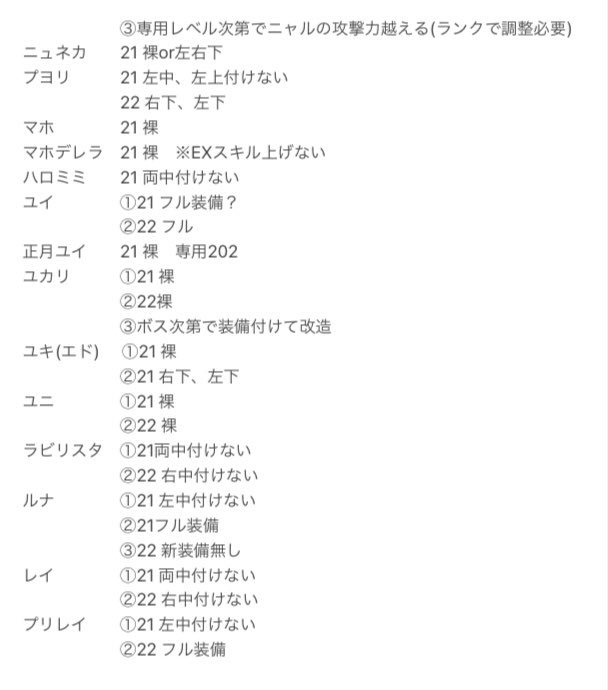 ③専用レベル次第でニャルの攻撃力越える(ランクで調整必要)
ニュネカ 21 裸or左右下
プヨリ 21 左中、左上付けない
22 右下、左下
マホ 21 裸
マホデレラ 21 裸 ※EXスキル上げない
ハロミミ 21 両中付けない
ユイ ①21 フル装備？
②22 フル
正月ユイ 21 裸 専用202
ユカリ ①21 裸
②22裸
③ボス次第で装備付けて改造
ユキ(エド) ①21 裸
②21 右下、左下
ユニ ①21 裸
②22 裸
ラビリスタ ①21両中付けない
②22 右中付けない
ルナ ①21 左中付けない
②21フル装備
③22 新装備無し
レイ ①21 両中付けない
②22 右中付けない
プリレイ ①21 左中付けない
②22 フル装備